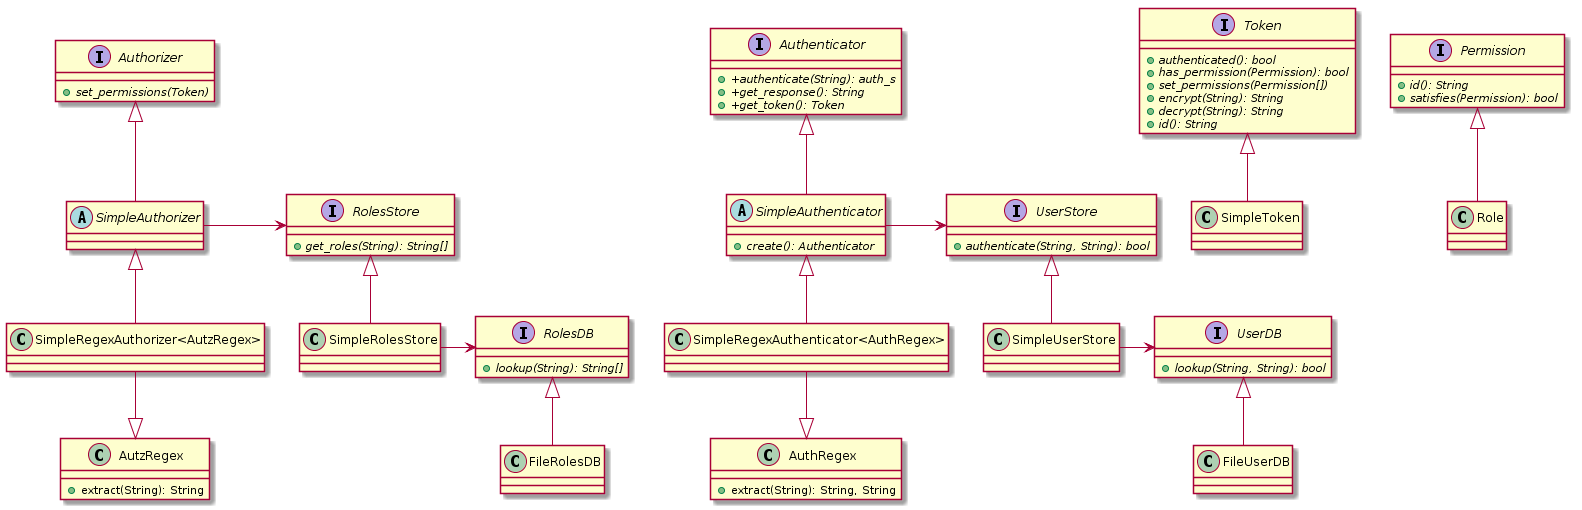 I Authorizer
set_permissions(Token)
I Authenticator
+authenticate(String): auth_s
+get_response(): String
+get_token(): Token
I Token
authenticated(): bool
has_permission(Permission): bool
set_permissions(Permission[])
encrypt(String): String
decrypt(String): String
id(): String
I Permission
id(): String
satisfies(Permission): bool
A SimpleAuthorizer
I RolesStore
get_roles(String): String[]
A SimpleAuthenticator
create(): Authenticator
I UserStore
authenticate(String, String): bool
C SimpleToken
C Role
C SimpleRegexAuthorizer<AutzRegex>
C SimpleRolesStore
I RolesDB
lookup(String): String[]
C SimpleRegexAuthenticator<AuthRegex>
C SimpleUserStore
I UserDB
lookup(String, String): bool
C AutzRegex
extract(String): String
C FileRolesDB
C AuthRegex
extract(String): String, String
C FileUserDB